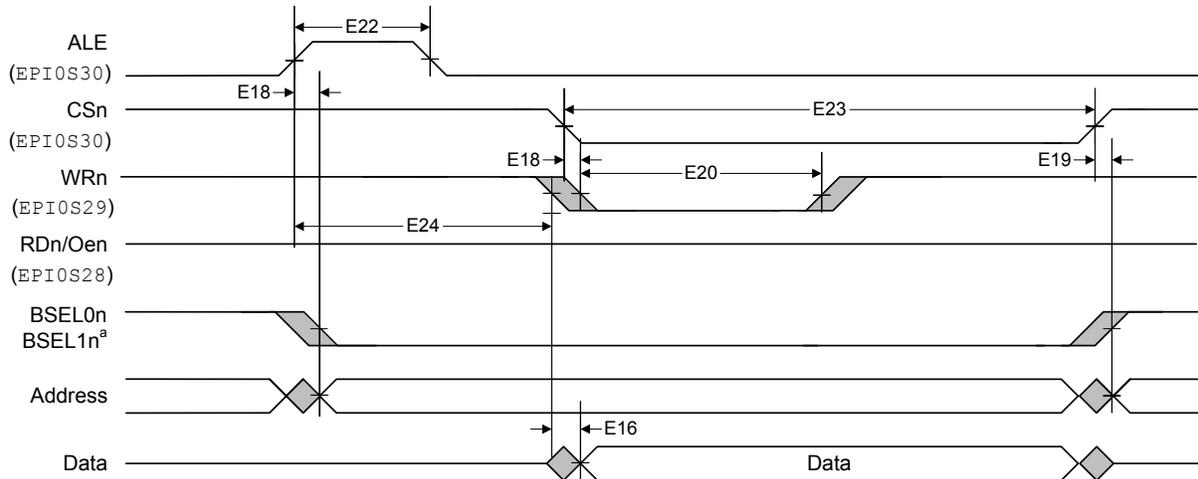 E22
ALE
(EPI0S30)
E18
CSn
E23
(EPI0S30)
E18
E19
WRn
E20
(EPI0S29)
E24
RDn/Oen
(EPI0S28)
BSEL0n
BSEL1nª
Address
E16
Data
Data